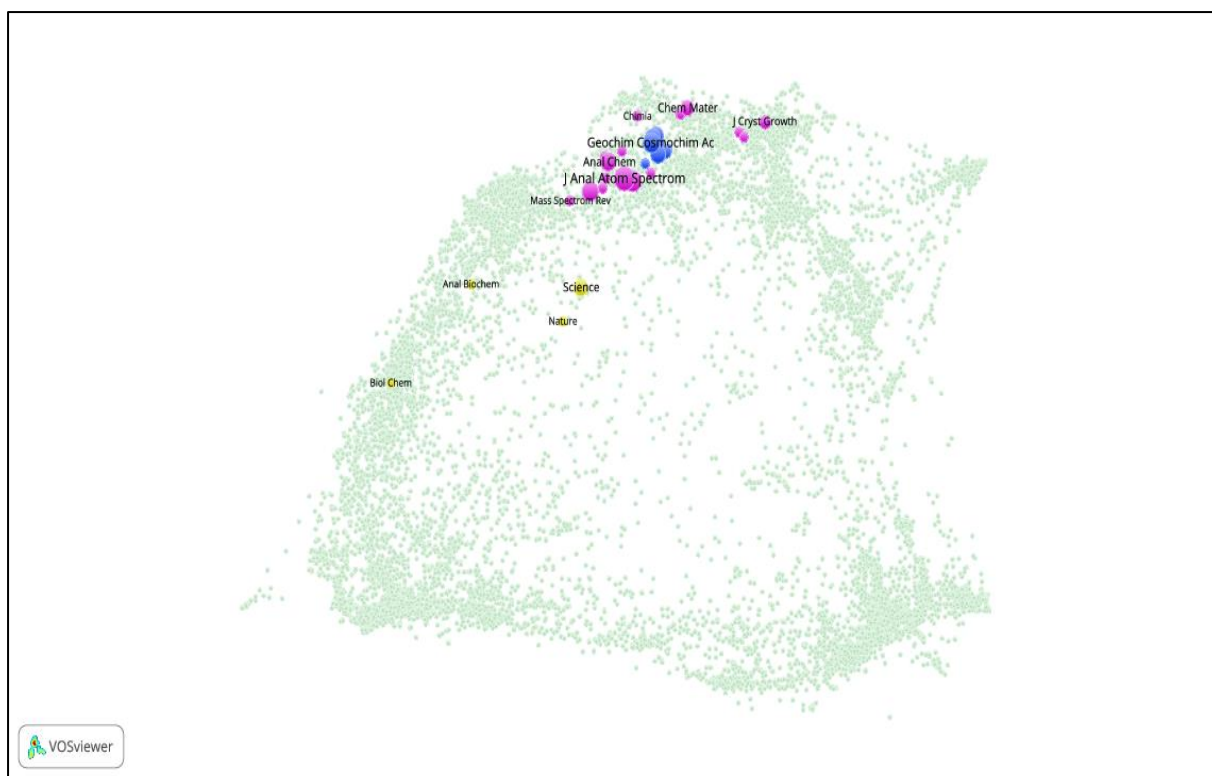 Chem Mater
Chimia
J Cryst Growth
Geochim Cosmochim Ac
Anal Chem
J Anal Atom Spectrom
Mass Spectrom Rev
Anal Biochem
Science
Nature
Biol Chem
VOSviewer